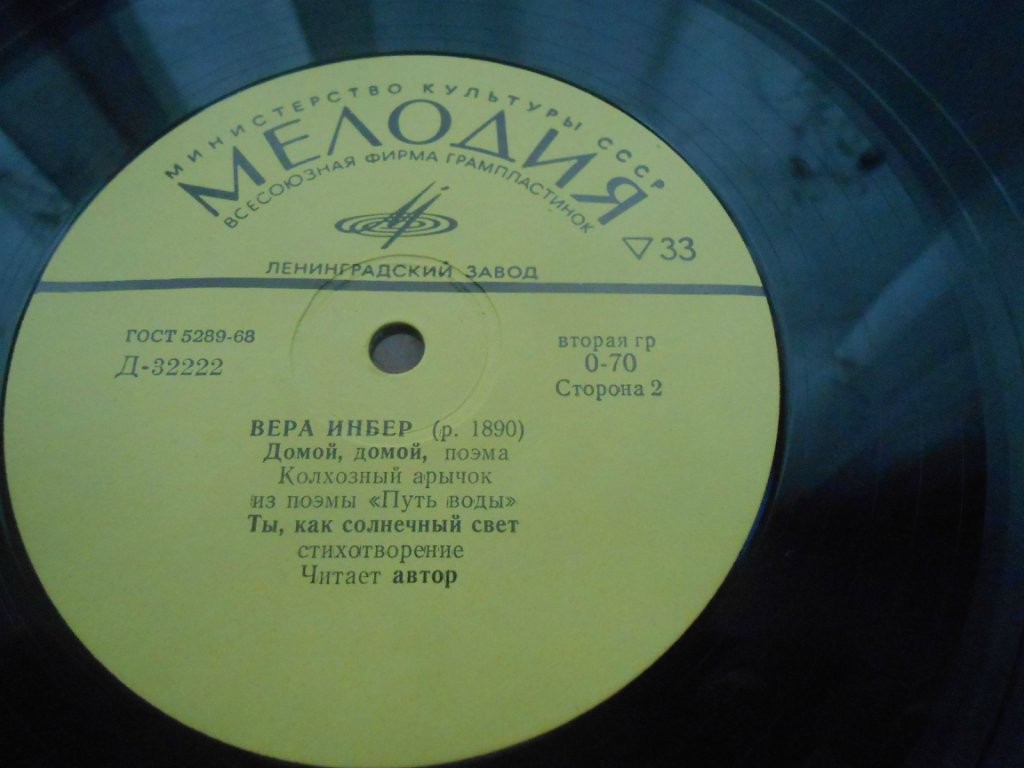 МИНИСТЕРСТВО КУЛЬТУРЫ СССР
МЕЛОДИЯ
ВСЕСОЮЗНАЯ ФИРМА ГРАМПЛАСТИНОК
▽33
ЛЕНИНГРАДСКИЙ ЗАВОД
ГОСТ 5289-68
Д-32222
вторая гр
0-70
Сторона 2
ВЕРА ИНБЕР (р. 1890)
Домой, домой, поэма
Колхозный арычок
из поэмы «Путь воды»
Ты, как солнечный свет
стихотворение
Читает автор